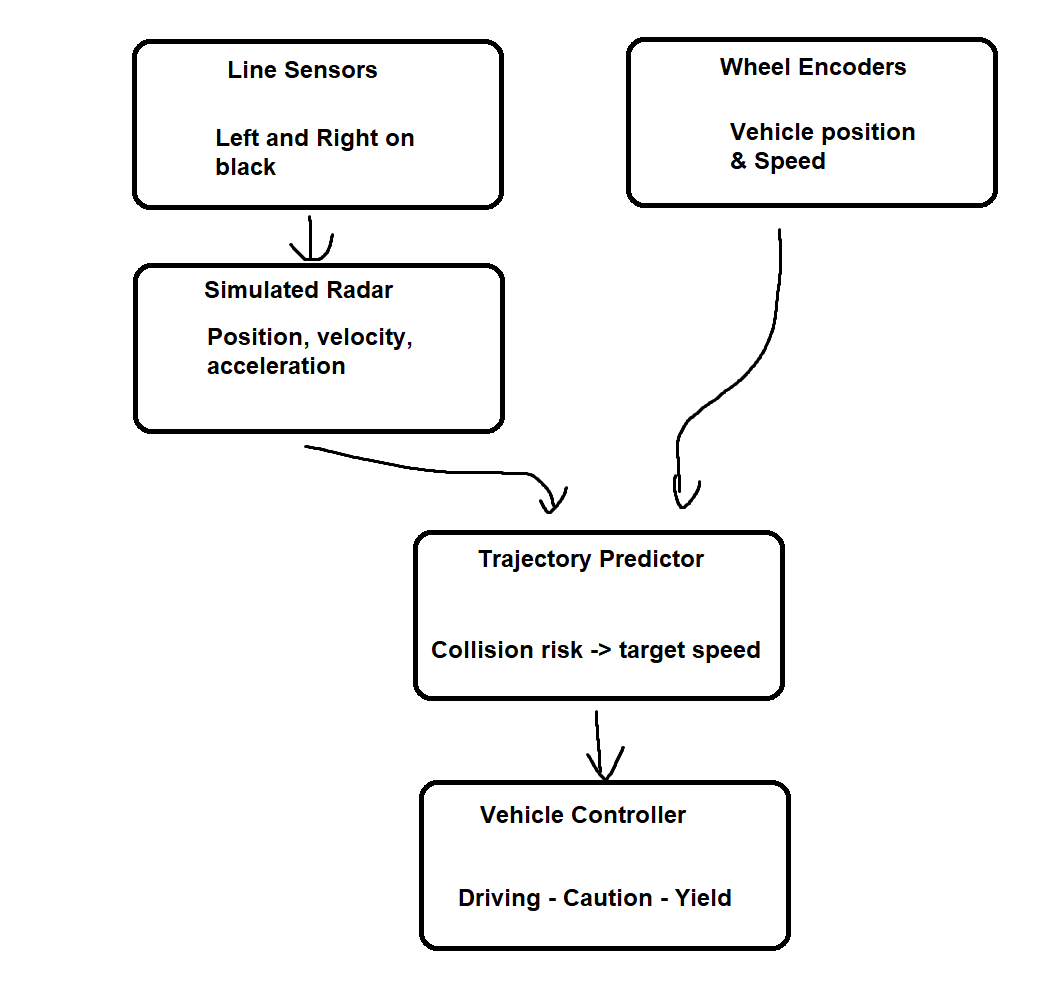 Line Sensors
Left and Right on
black
Wheel Encoders
Vehicle position
& Speed
Simulated Radar
Position, velocity,
acceleration
Trajectory Predictor
Collision risk -> target speed
Vehicle Controller
Driving - Caution - Yield